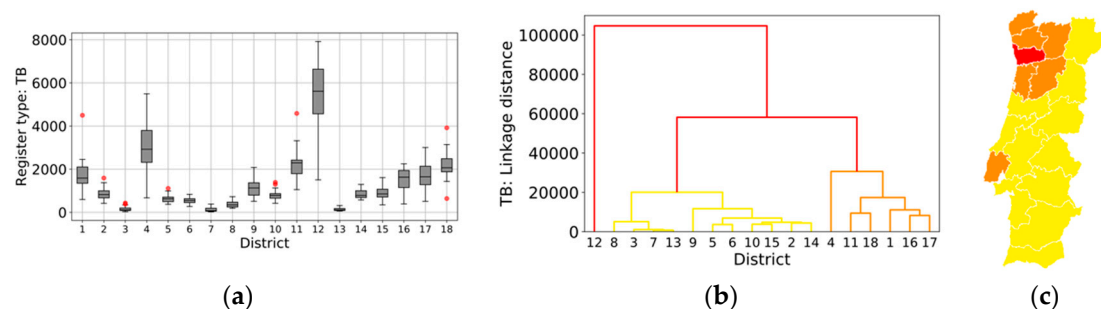 Register type: TB
8000
6000
4000
2000
0
1 2 3 4 5 6 7 8 9 10 11 12 13 14 15 16 17 18
District
(a)
TB: Linkage distance
100000
80000
60000
40000
20000
0
12 8 3 7 13 9 5 6 10 15 2 14 4 11 18 1 16 17
District
(b)
(c)